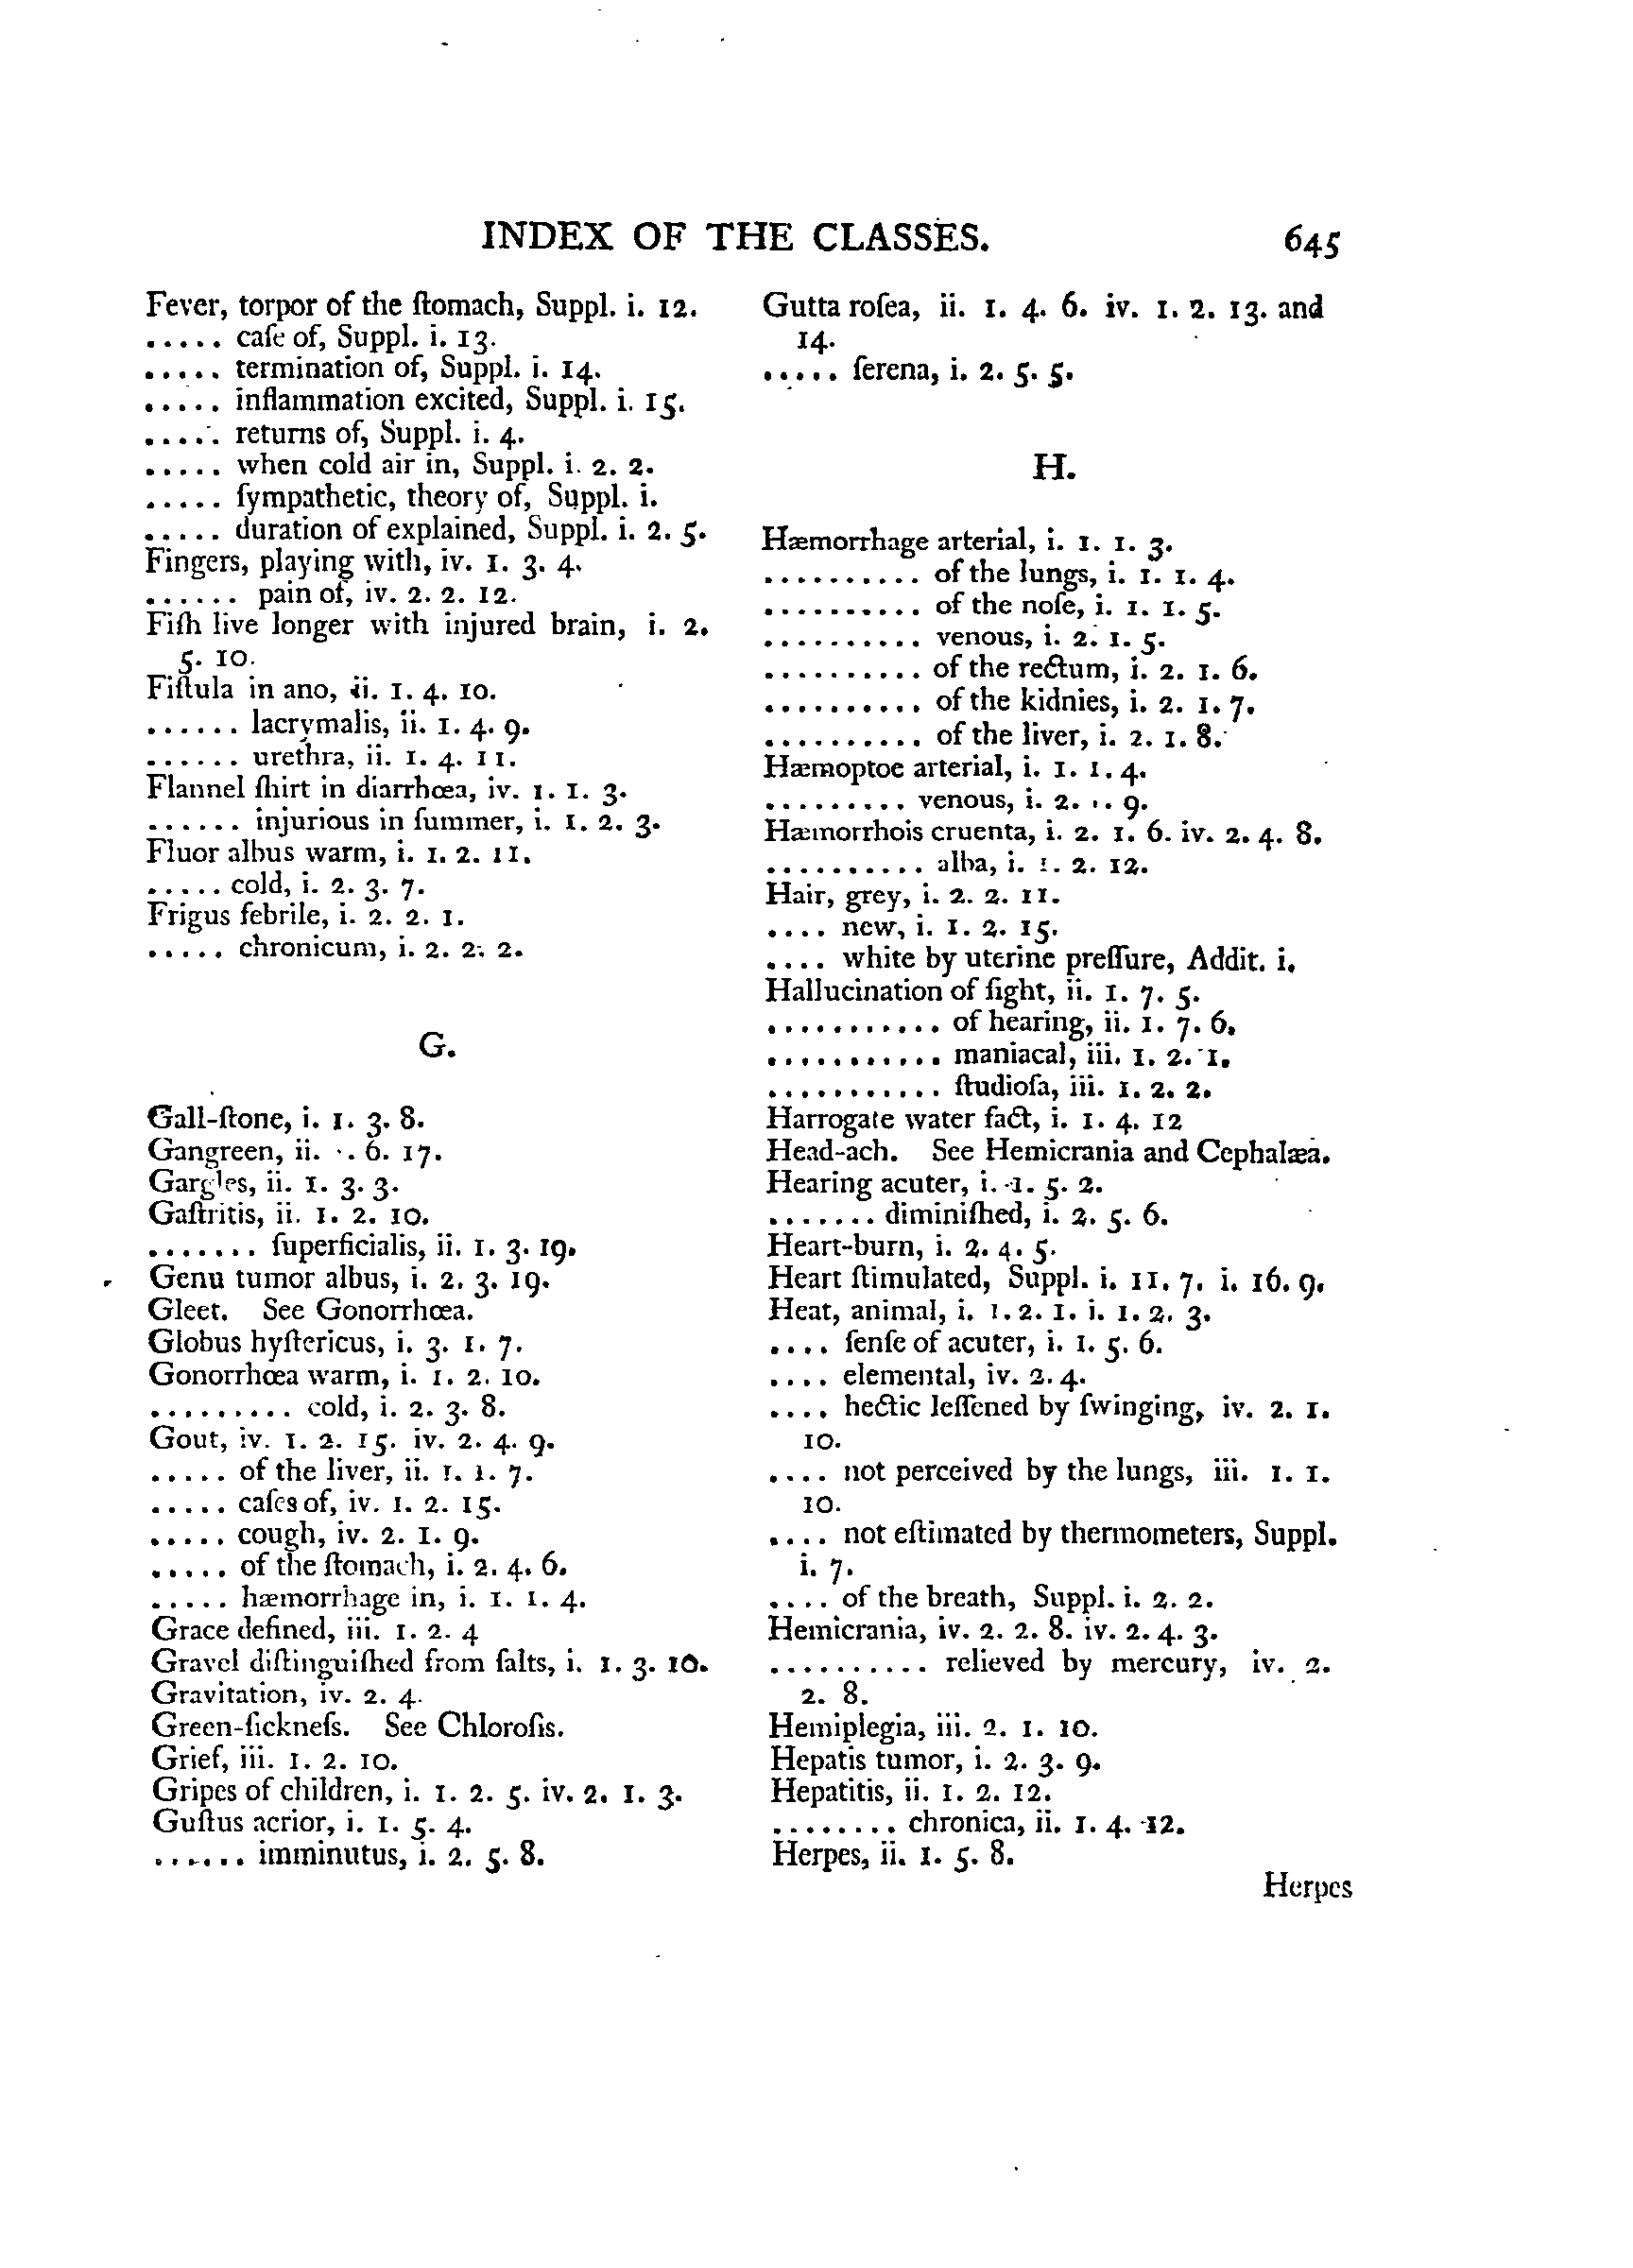 INDEX OF THE CLASSES. 645
Fever, torpor of the ſtomach, Suppl. i. 12.
..... caſe of, Suppl. i. 13.
..... termination of, Suppl. i. 14.
..... inflammation excited, Suppl. i. 15.
..... returns of, Suppl. i. 4.
..... when cold air in, Suppl. i. 2. 2.
..... ſympathetic, theory of, Suppl. i.
..... duration of explained, Suppl. i. 2. 5.
Fingers, playing with, iv. 1. 3. 4.
...... pain of, iv. 2. 2. 12.
Fiſh live longer with injured brain, i. 2.
5. 10.
Fiſtula in ano, ii. 1. 4. 10.
...... lacrymalis, ii. 1. 4. 9.
...... urethra, ii. 1. 4. 11.
Flannel ſhirt in diarrhœa, iv. 1. 1. 3.
...... injurious in ſummer, i. 1. 2. 3.
Fluor albus warm, i. 1. 2. 11.
..... cold, i. 2. 3. 7.
Frigus febrile, i. 2. 2. 1.
..... chronicum, i. 2. 2. 2.
G.
Gall-ſtone, i. 1. 3. 8.
Gangreen, ii. . 6. 17.
Gargles, ii. 1. 3. 3.
Gaſtritis, ii. 1. 2. 10.
....... ſuperficialis, ii. 1. 3. 19.
Genu tumor albus, i. 2. 3. 19.
Gleet. See Gonorrhœa.
Globus hyſtericus, i. 3. 1. 7.
Gonorrhœa warm, i. 1. 2. 10.
......... cold, i. 2. 3. 8.
Gout, iv. 1. 2. 15. iv. 2. 4. 9.
..... of the liver, ii. 1. 1. 7.
..... caſes of, iv. 1. 2. 15.
..... cough, iv. 2. 1. 9.
..... of the ſtomach, i. 2. 4. 6.
..... hæmorrhage in, i. 1. 1. 4.
Grace defined, iii. 1. 2. 4
Gravel diſtinguiſhed from ſalts, i. 1. 3. 10.
Gravitation, iv. 2. 4.
Green-ſickneſs. See Chloroſis.
Grief, iii. 1. 2. 10.
Gripes of children, i. 1. 2. 5. iv. 2. 1. 3.
Guſtus acrior, i. 1. 5. 4.
...... imminutus, i. 2. 5. 8.
Gutta roſea, ii. 1. 4. 6. iv. 1. 2. 13. and
14.
..... ſerena, i. 2. 5. 5.
H.
Hæmorrhage arterial, i. 1. 1. 3.
.......... of the lungs, i. 1. 1. 4.
.......... of the noſe, i. 1. 1. 5.
.......... venous, i. 2. 1. 5.
.......... of the rectum, i. 2. 1. 6.
.......... of the kidnies, i. 2. 1. 7.
.......... of the liver, i. 2. 1. 8.
Hæmoptoe arterial, i. 1. 1. 4.
......... venous, i. 2. . 9.
Hæmorrhois cruenta, i. 2. 1. 6. iv. 2. 4. 8.
.......... alba, i. 1. 2. 12.
Hair, grey, i. 2. 2. 11.
.... new, i. 1. 2. 15.
.... white by uterine preſſure, Addit. i.
Hallucination of ſight, ii. 1. 7. 5.
........... of hearing, ii. 1. 7. 6.
........... maniacal, iii. 1. 2. 1.
........... ſtudioſa, iii. 1. 2. 2.
Harrogate water fact, i. 1. 4. 12
Head-ach. See Hemicrania and Cephalæa.
Hearing acuter, i. 1. 5. 2.
....... diminiſhed, i. 2. 5. 6.
Heart-burn, i. 2. 4. 5.
Heart ſtimulated, Suppl. i. 11. 7. i. 16. 9.
Heat, animal, i. 1. 2. 1. i. 1. 2. 3.
.... ſenſe of acuter, i. 1. 5. 6.
.... elemental, iv. 2. 4.
.... hectic leſſened by ſwinging, iv. 2. 1.
10.
.... not perceived by the lungs, iii. 1. 1.
10.
.... not eſtimated by thermometers, Suppl.
i. 7.
.... of the breath, Suppl. i. 2. 2.
Hemicrania, iv. 2. 2. 8. iv. 2. 4. 3.
.......... relieved by mercury, iv. 2.
2. 8.
Hemiplegia, iii. 2. 1. 10.
Hepatis tumor, i. 2. 3. 9.
Hepatitis, ii. 1. 2. 12.
........ chronica, ii. 1. 4. 12.
Herpes, ii. 1. 5. 8.
Herpes